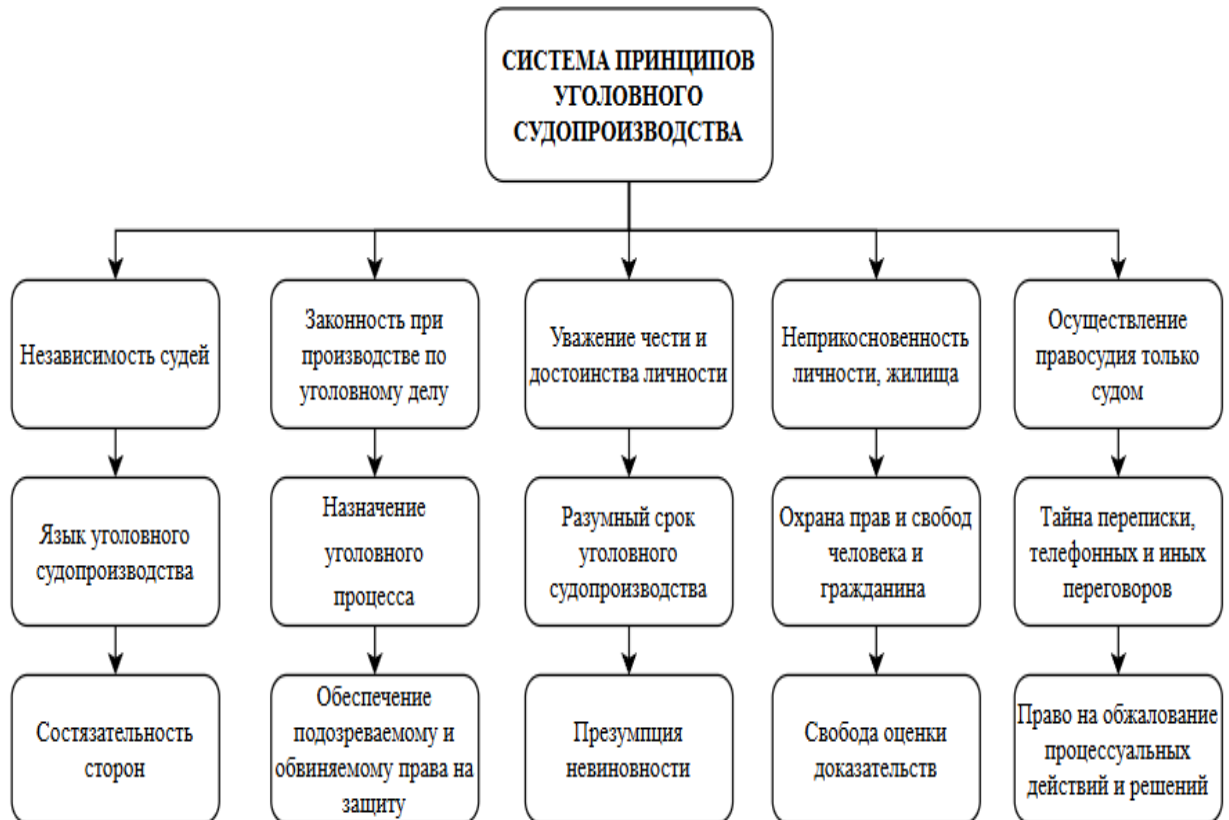 СИСТЕМА ПРИНЦИПОВ
УГОЛОВНОГО
СУДОПРОИЗВОДСТВА
Независимость судей
Законность при
производстве по
уголовному делу
Уважение чести и
достоинства личности
Неприкосновенность
личности, жилища
Осуществление
правосудия только
судом
Язык уголовного
судопроизводства
Назначение
уголовного
процесса
Разумный срок
уголовного
судопроизводства
Охрана прав и свобод
человека и
гражданина
Тайна переписки,
телефонных и иных
переговоров
Состязательность
сторон
Обеспечение
подозреваемому и
обвиняемому права на
защиту
Презумпция
невиновности
Свобода оценки
доказательств
Право на обжалование
процессуальных
действий и решений